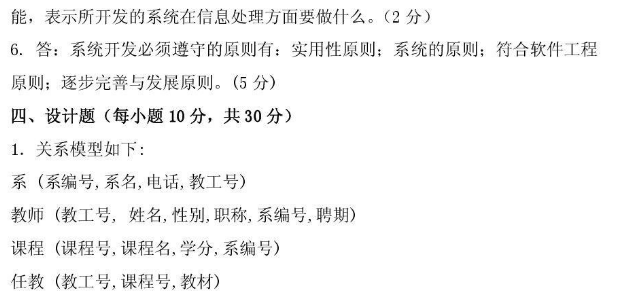 能，表示所开发的系统在信息处理方面要做什么。（2 分）
6. 答：系统开发必须遵守的原则有：实用性原则；系统的原则；符合软件工程
原则；逐步完善与发展原则。(5 分)
四、设计题（每小题 10 分，共 30 分）
1. 关系模型如下:
系 (系编号,系名,电话,教工号)
教师 (教工号, 姓名,性别,职称,系编号,聘期)
课程 (课程号,课程名,学分,系编号)
任教 (教工号,课程号,教材)